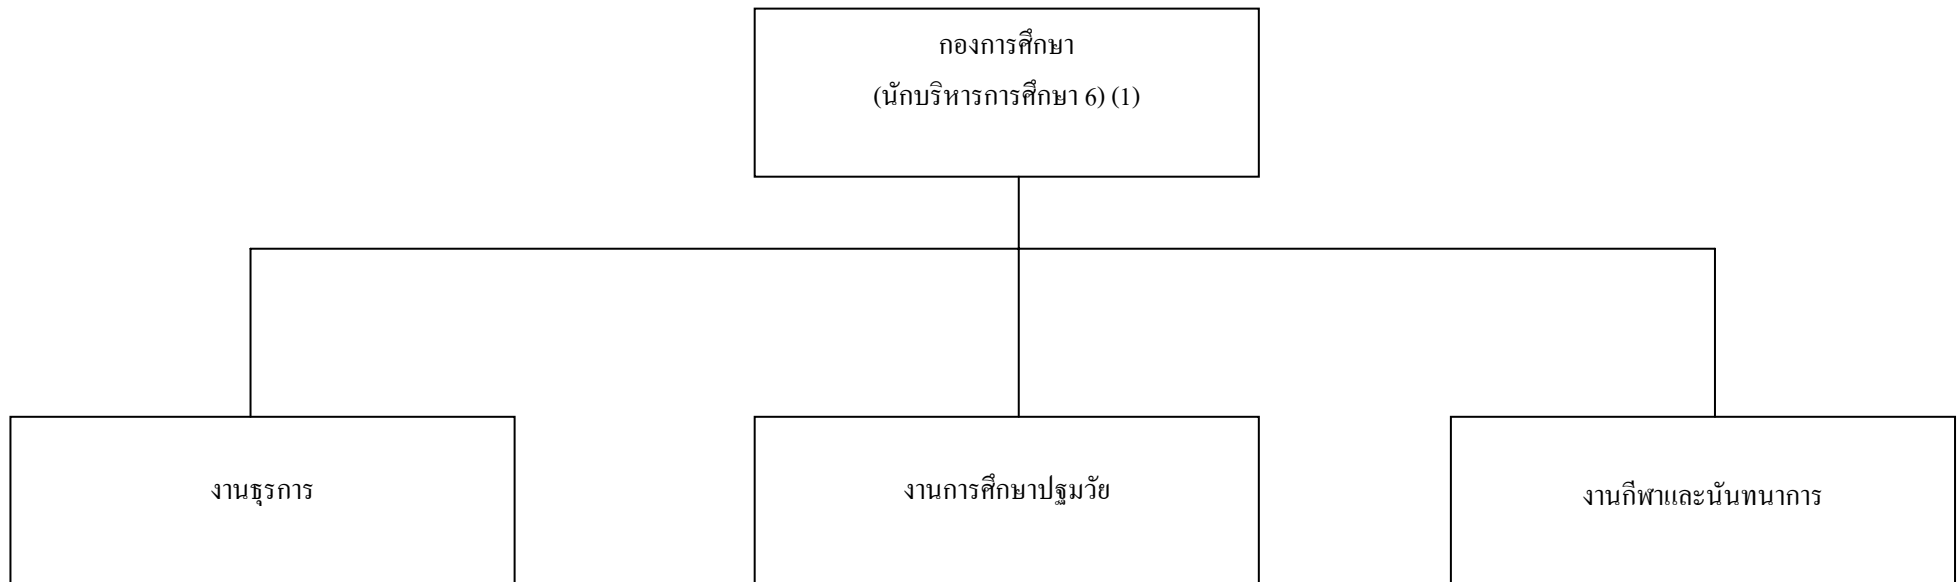 กองการศึกษา
(นักบริหารการศึกษา 6) (1)
งานธุรการ
งานการศึกษาปฐมวัย
งานกีฬาและนันทนาการ